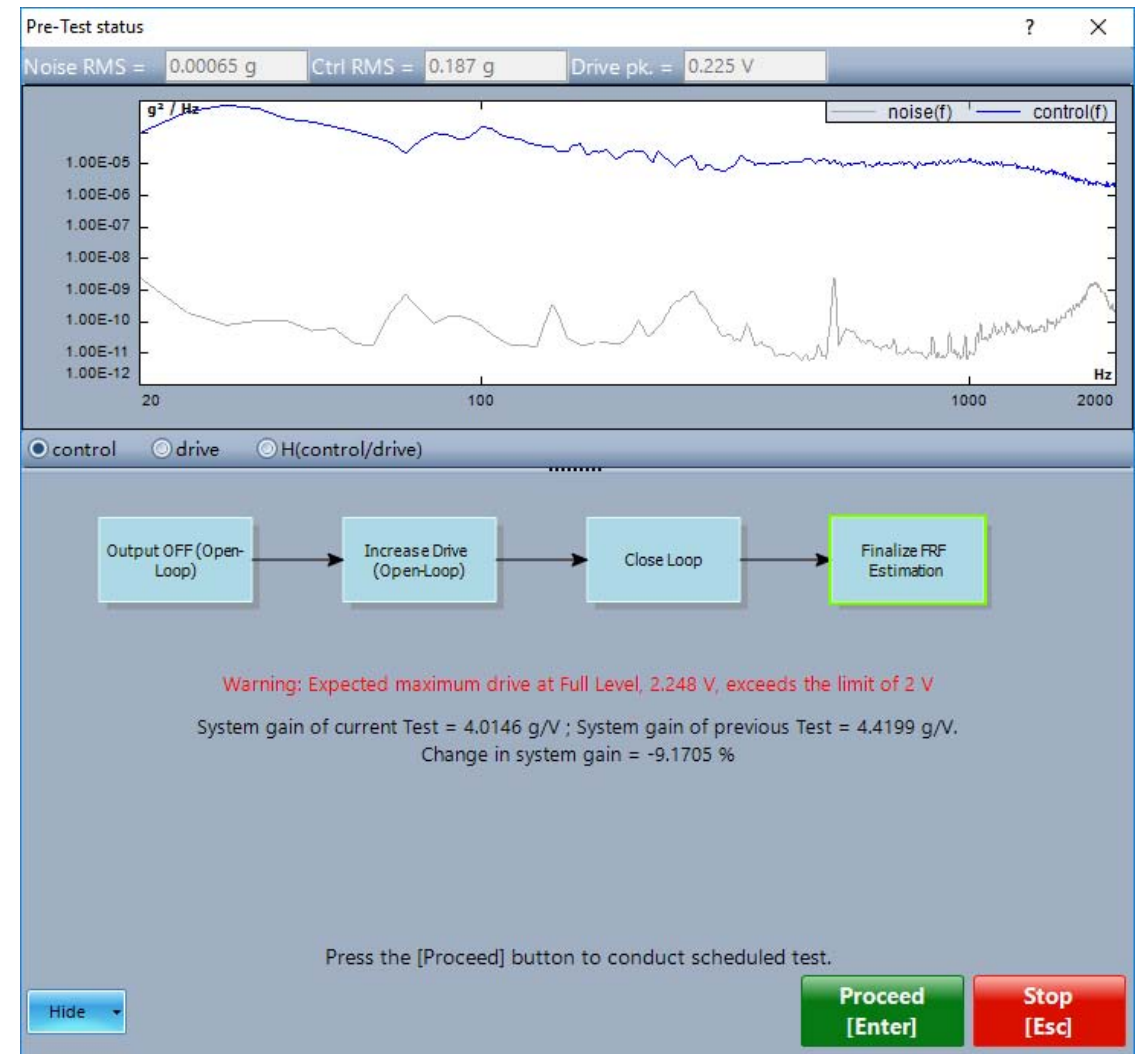 Pre-Test status ? ×
Noise RMS = 0.00065 g Ctrl RMS = 0.187 g Drive pk. = 0.225 V
g² / Hz noise(f) control(f)
1.00E-05
1.00E-06
1.00E-07
1.00E-08
1.00E-09
1.00E-10
1.00E-11
1.00E-12
Hz
20 100 1000 2000
control drive H(control/drive)
Output OFF (Open-
Loop)
Increase Drive
(Open-Loop)
Close Loop
Finalize FRF
Estimation
Warning: Expected maximum drive at Full Level, 2.248 V, exceeds the limit of 2 V
System gain of current Test = 4.0146 g/V ; System gain of previous Test = 4.4199 g/V.
Change in system gain = -9.1705 %
Press the [Proceed] button to conduct scheduled test.
Hide
Proceed
[Enter]
Stop
[Esc]